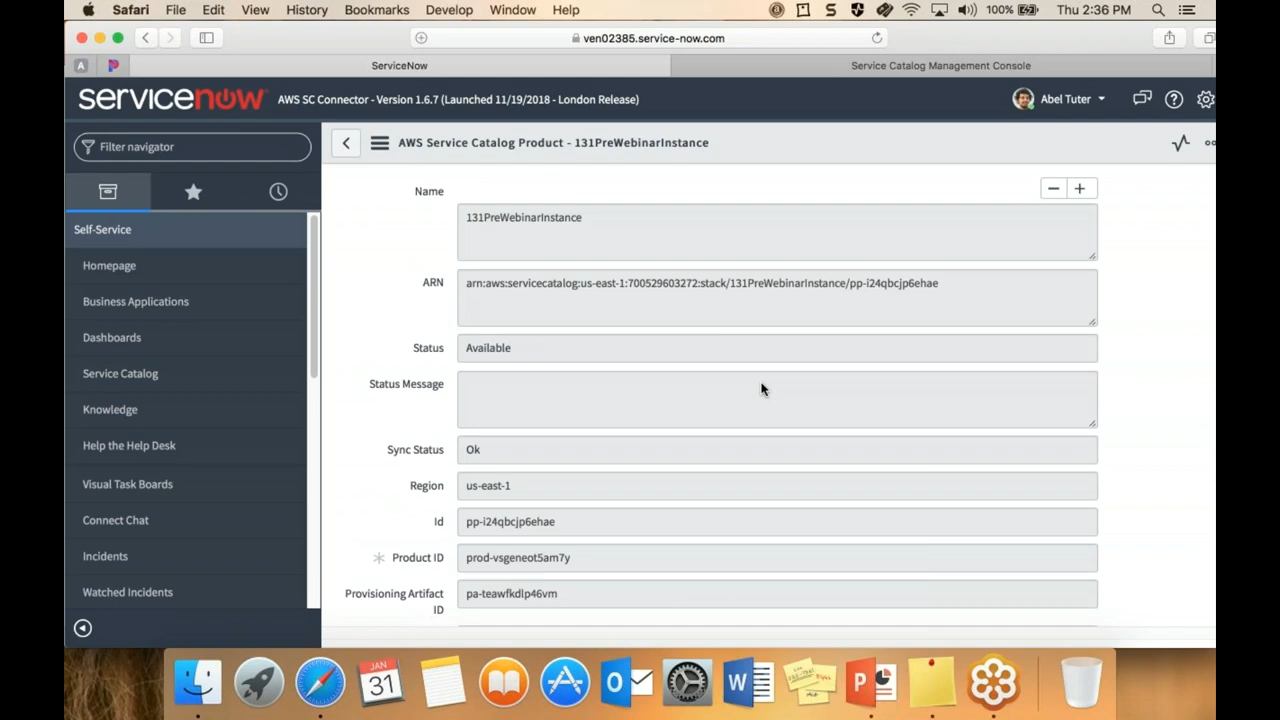 Safari File Edit View History Bookmarks Develop Window Help 100% Thu 2:36 PM
ven02385.service-now.com
A P ServiceNow Service Catalog Management Console
servicenow AWS SC Connector - Version 1.6.7 (Launched 11/19/2018 - London Release) Abel Tuter
Filter navigator
AWS Service Catalog Product - 131PreWebinarInstance
Self-Service
Homepage
Business Applications
Dashboards
Service Catalog
Knowledge
Help the Help Desk
Visual Task Boards
Connect Chat
Incidents
Watched Incidents
Name
131PreWebinarInstance
ARN
arn:aws:servicecatalog:us-east-1:700529603272:stack/131PreWebinarInstance/pp-i24qbcjp6ehae
Status
Available
Status Message
Sync Status
Ok
Region
us-east-1
Id
pp-i24qbcjp6ehae
Product ID
prod-vsgeneot5am7y
Provisioning Artifact
ID
pa-teawfkdlp46vm
JAN
31
O
W
P